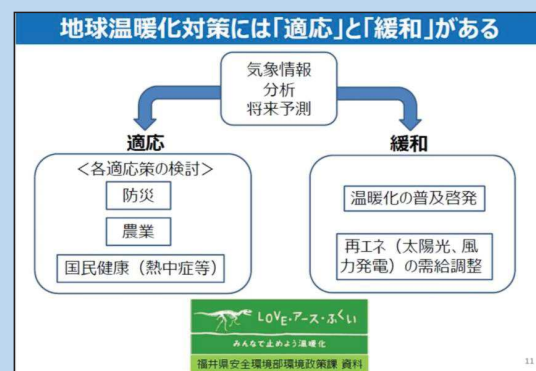 地球温暖化対策には「適応」と「緩和」がある
気象情報
分析
将来予測
適応
＜各適応策の検討＞
防災
農業
国民健康（熱中症等）
緩和
温暖化の普及啓発
再エネ（太陽光、風
力発電）の需給調整
LOVE・アース・ふくい
みんなで止めよう温暖化
福井県安全環境部環境政策課 資料
11